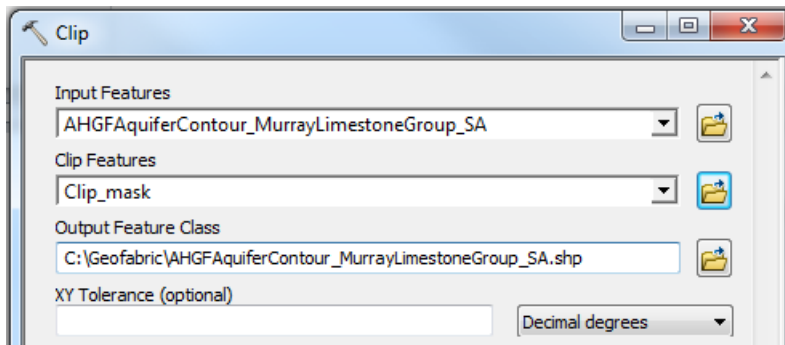 Clip
Input Features
AHGFAquiferContour_MurrayLimestoneGroup_SA
Clip Features
Clip_mask
Output Feature Class
C:\Geofabric\AHGFAquiferContour_MurrayLimestoneGroup_SA.shp
XY Tolerance (optional)
Decimal degrees